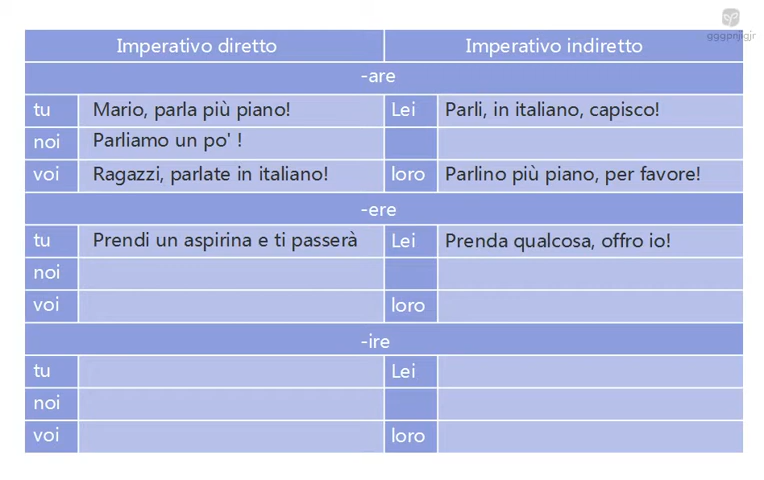 gggpnjigjr
Imperativo diretto Imperativo indiretto
-are
tu Mario, parla più piano! Lei Parli, in italiano, capisco!
noi Parliamo un po' !
voi Ragazzi, parlate in italiano! loro Parlino più piano, per favore!
-ere
tu Prendi un aspirina e ti passerà Lei Prenda qualcosa, offro io!
noi
voi loro
-ire
tu Lei
noi
voi loro